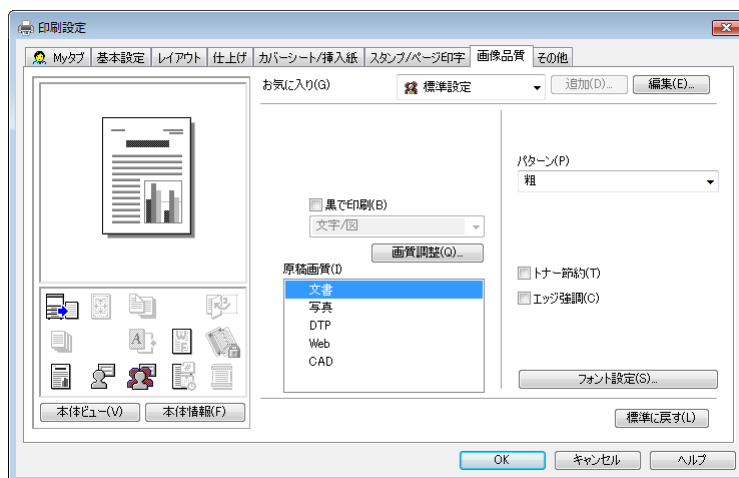 印刷設定
Myタブ 基本設定 レイアウト 仕上げ カバーシート/挿入紙 スタンプ/ページ印字 画像品質 その他
お気に入り(G) 標準設定 追加(D)... 編集(E)...
パターン(P)
粗
黒で印刷(B)
文字/図
画質調整(Q)...
原稿画質(I)
文書
写真
DTP
Web
CAD
トナー節約(T)
エッジ強調(C)
フォント設定(S)...
本体ビュー(V) 本体情報(F)
標準に戻す(L)
OK キャンセル ヘルプ